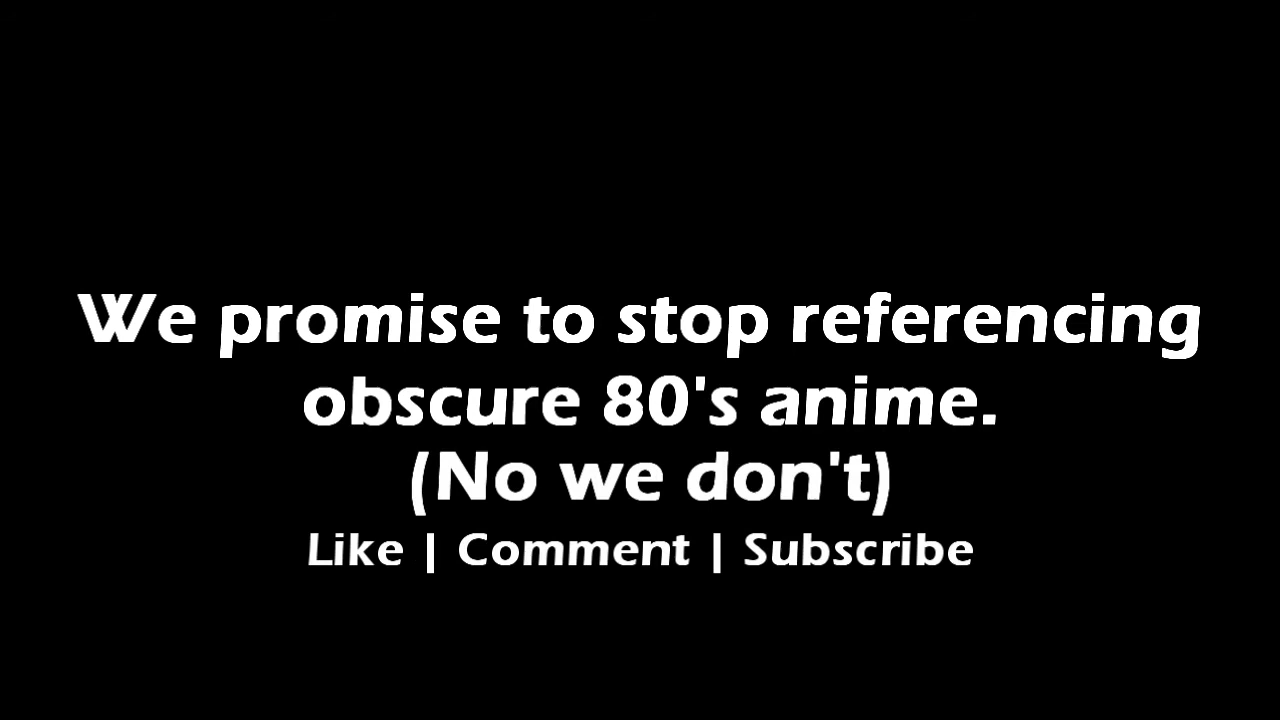 We promise to stop referencing
obscure 80's anime.
(No we don't)
Like | Comment | Subscribe